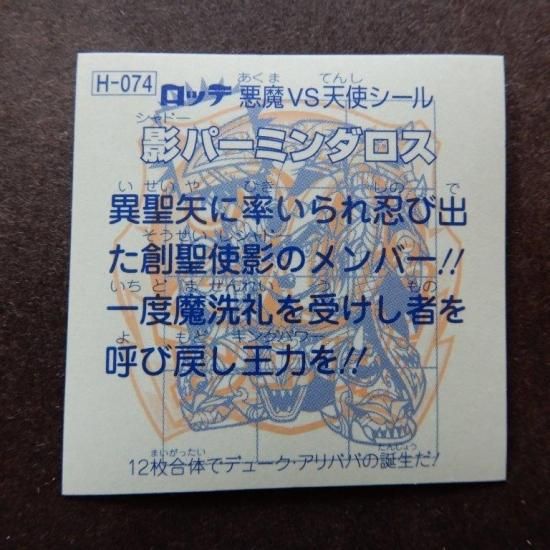 H-074 ロッテ 悪魔VS天使シール
影パーミンダロス
異聖矢に率いられ忍び出
た創聖使影のメンバー!!
一度魔洗礼を受けし者を
呼び戻し王力を!!
12枚合体でデューク・アリババの誕生だ!